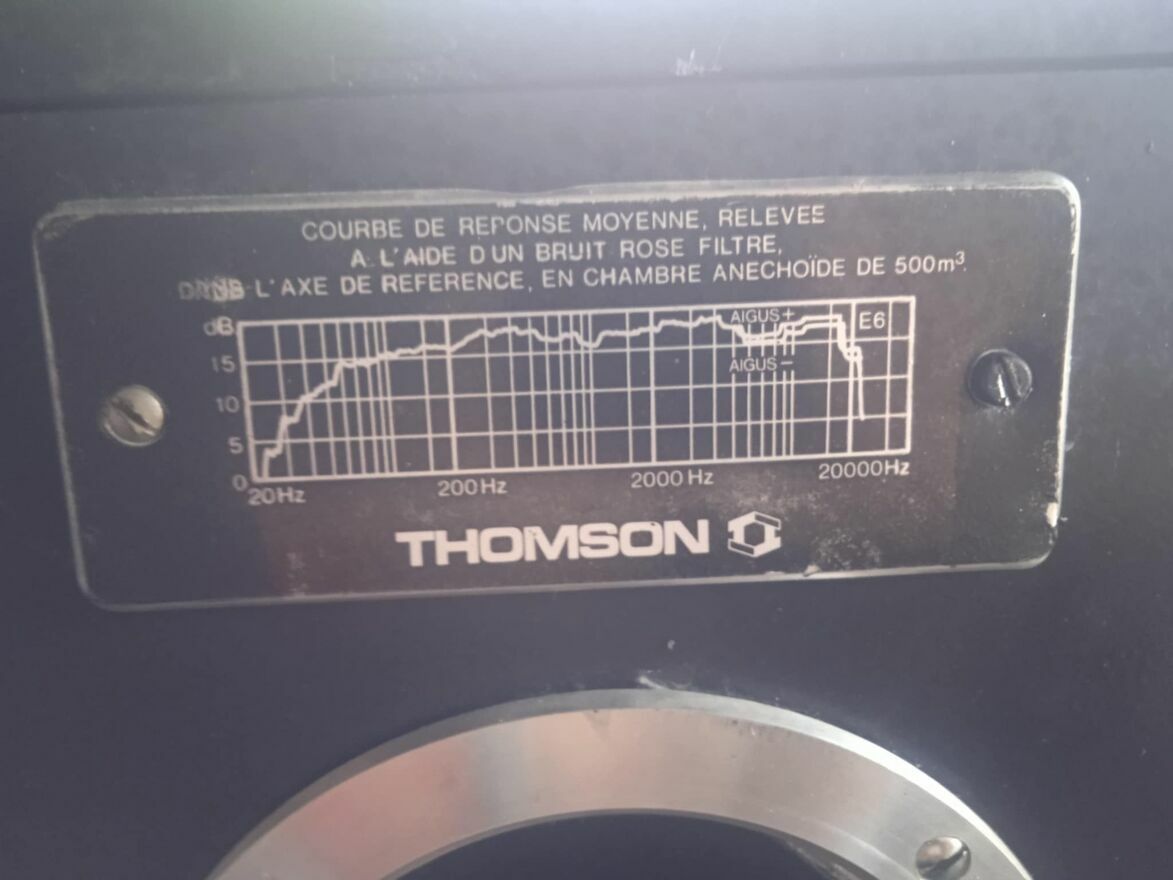 COURBE DE REPONSE MOYENNE, RELEVEE
A L'AIDE D'UN BRUIT ROSE FILTRE,
DANS L'AXE DE REFERENCE, EN CHAMBRE ANECHOÏDE DE 500m³.
dB
AIGUS +
E6
15
AIGUS −
10
5
0
20Hz
200Hz
2000Hz
20000Hz
THOMSON